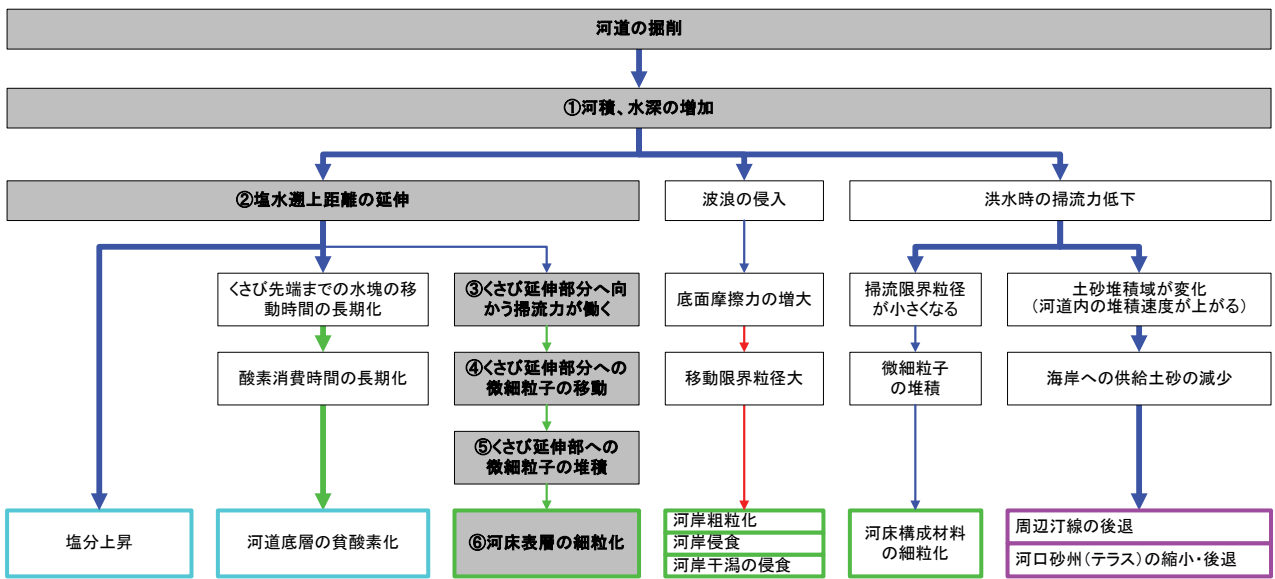 河道の掘削
①河積、水深の増加
②塩水遡上距離の延伸
波浪の侵入
洪水時の掃流力低下
くさび先端までの水塊の移
動時間の長期化
③くさび延伸部分へ向
かう掃流力が働く
底面摩擦力の増大
掃流限界粒径
が小さくなる
土砂堆積域が変化
(河道内の堆積速度が上がる)
酸素消費時間の長期化
④くさび延伸部分への
微細粒子の移動
移動限界粒径大
微細粒子
の堆積
海岸への供給土砂の減少
⑤くさび延伸部への
微細粒子の堆積
塩分上昇
河道底層の貧酸素化
⑥河床表層の細粒化
河岸粗粒化
河岸侵食
河岸干潟の侵食
河床構成材料
の細粒化
周辺汀線の後退
河口砂州(テラス)の縮小・後退